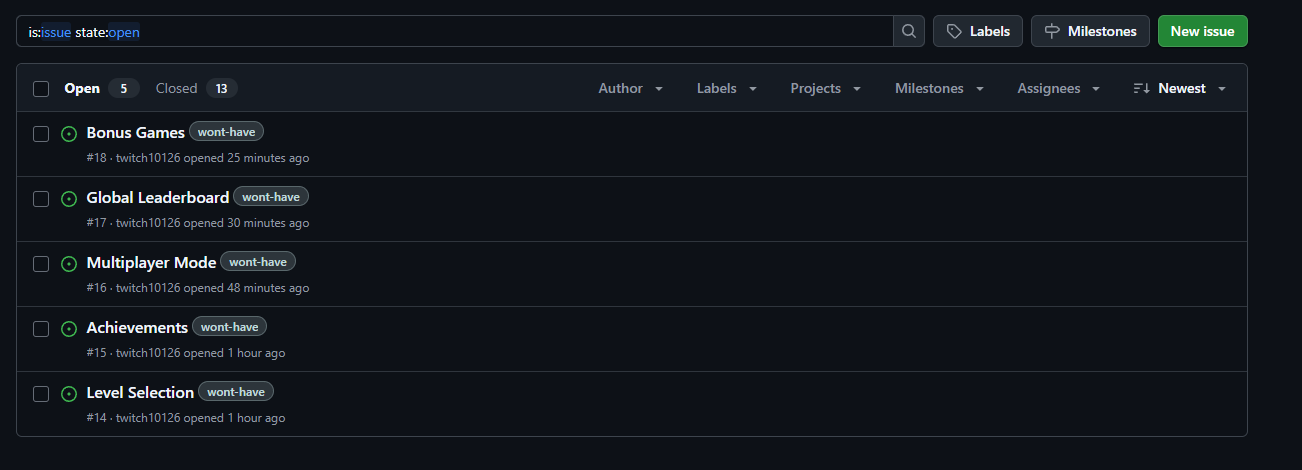 is:issue state:open
Labels
Milestones
New issue
Open 5 Closed 13 Author Labels Projects Milestones Assignees Newest
Bonus Games wont-have
#18 · twitch10126 opened 25 minutes ago
Global Leaderboard wont-have
#17 · twitch10126 opened 30 minutes ago
Multiplayer Mode wont-have
#16 · twitch10126 opened 48 minutes ago
Achievements wont-have
#15 · twitch10126 opened 1 hour ago
Level Selection wont-have
#14 · twitch10126 opened 1 hour ago